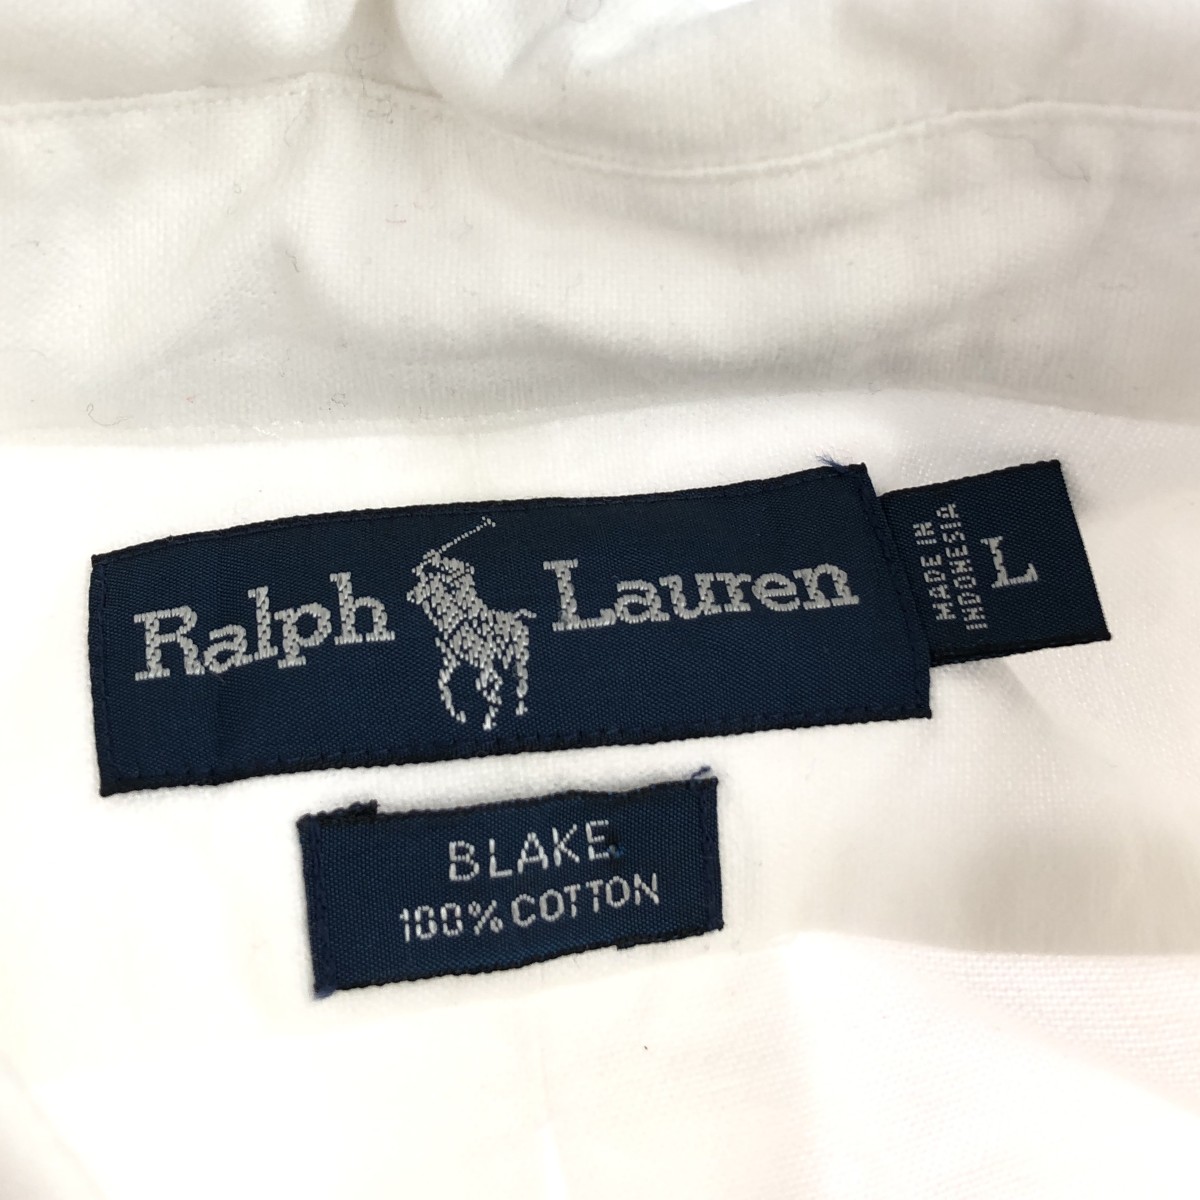 Ralph Lauren
MADE IN
INDONESIA
L
BLAKE
100% COTTON